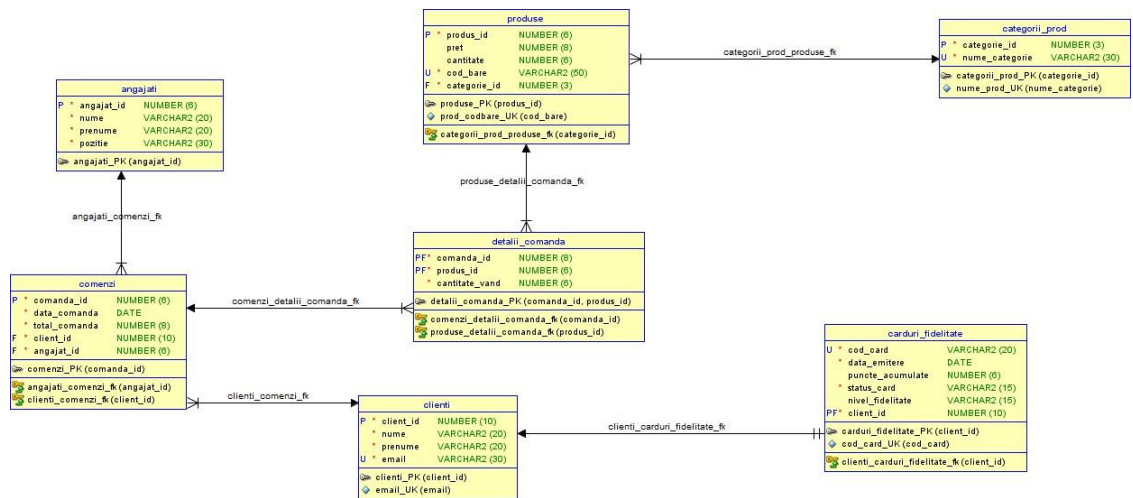 produse
P * produs_id NUMBER (6)
pret NUMBER (8)
cantitate NUMBER (6)
U * cod_bare VARCHAR2 (50)
F * categorie_id NUMBER (3)
produse_PK (produs_id)
prod_codbare_UK (cod_bare)
categorii_prod_produse_fk (categorie_id)
categorii_prod_produse_fk
categorii_prod
P * categorie_id NUMBER (3)
U * nume_categorie VARCHAR2 (30)
categorii_prod_PK (categorie_id)
nume_prod_UK (nume_categorie)
angajati
P * angajat_id NUMBER (6)
* nume VARCHAR2 (20)
* prenume VARCHAR2 (20)
* pozitie VARCHAR2 (30)
angajati_PK (angajat_id)
angajati_comenzi_fk
produse_detalii_comanda_fk
detalii_comanda
PF* comanda_id NUMBER (8)
PF* produs_id NUMBER (6)
* cantitate_vand NUMBER (6)
detalii_comanda_PK (comanda_id, produs_id)
comenzi_detalii_comanda_fk (comanda_id)
produse_detalii_comanda_fk (produs_id)
comenzi_detalii_comanda_fk
comenzi
P * comanda_id NUMBER (6)
* data_comanda DATE
* total_comanda NUMBER (8)
F * client_id NUMBER (10)
F * angajat_id NUMBER (6)
comenzi_PK (comanda_id)
angajati_comenzi_fk (angajat_id)
clienti_comenzi_fk (client_id)
clienti_comenzi_fk
clienti
P * client_id NUMBER (10)
* nume VARCHAR2 (20)
* prenume VARCHAR2 (20)
U * email VARCHAR2 (30)
clienti_PK (client_id)
email_UK (email)
clienti_carduri_fidelitate_fk
carduri_fidelitate
U * cod_card VARCHAR2 (20)
* data_emitere DATE
puncte_acumulate NUMBER (6)
* status_card VARCHAR2 (15)
nivel_fidelitate VARCHAR2 (15)
PF* client_id NUMBER (10)
carduri_fidelitate_PK (client_id)
cod_card_UK (cod_card)
clienti_carduri_fidelitate_fk (client_id)